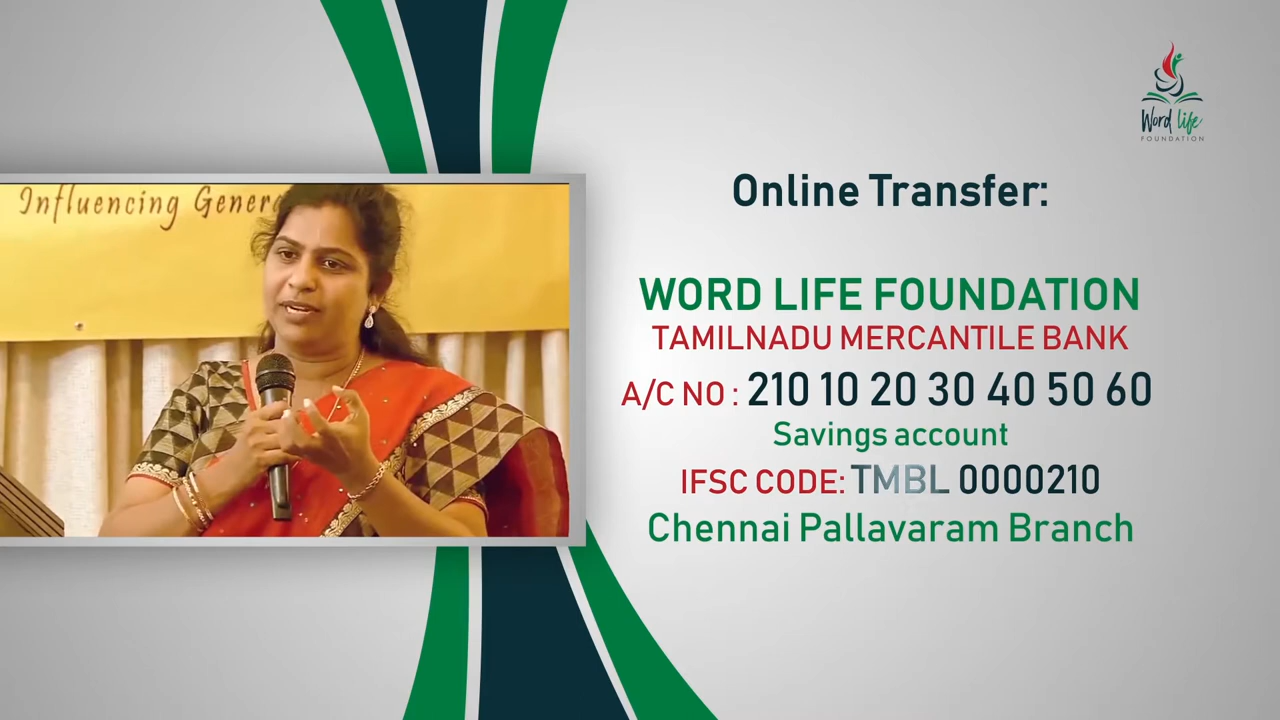 Word Life
FOUNDATION
Influencing Gener
Online Transfer:
WORD LIFE FOUNDATION
TAMILNADU MERCANTILE BANK
A/C NO : 210 10 20 30 40 50 60
Savings account
IFSC CODE: TMBL 0000210
Chennai Pallavaram Branch